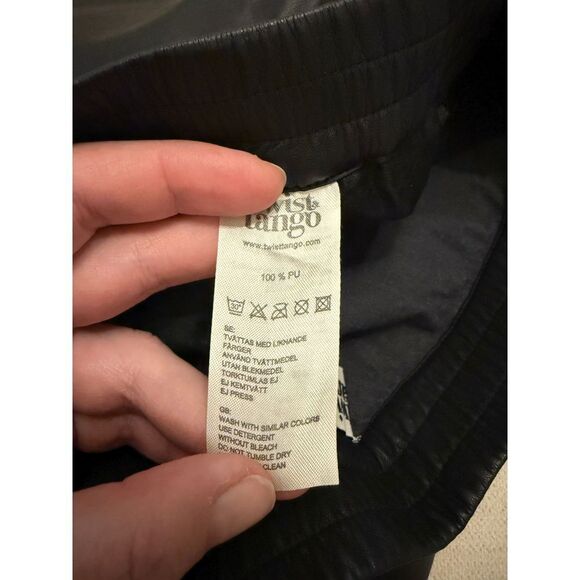 twist &
tango
www.twisttango.com
100 % PU
30°
SE:
TVÄTTAS MED LIKNANDE
FÄRGER
ANVÄND TVÄTTMEDEL
UTAN BLEKMEDEL
TORKTUMLAS EJ
EJ KEMTVÄTT
EJ PRESS
GB:
WASH WITH SIMILAR COLORS
USE DETERGENT
WITHOUT BLEACH
DO NOT TUMBLE DRY
CLEAN